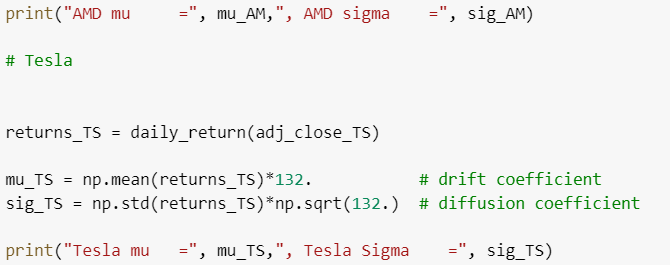 print("AMD mu     =", mu_AM,", AMD sigma    =", sig_AM)
# Tesla
returns_TS = daily_return(adj_close_TS)
mu_TS = np.mean(returns_TS)*132.           # drift coefficient
sig_TS = np.std(returns_TS)*np.sqrt(132.)  # diffusion coefficient
print("Tesla mu   =", mu_TS,", Tesla Sigma    =", sig_TS)